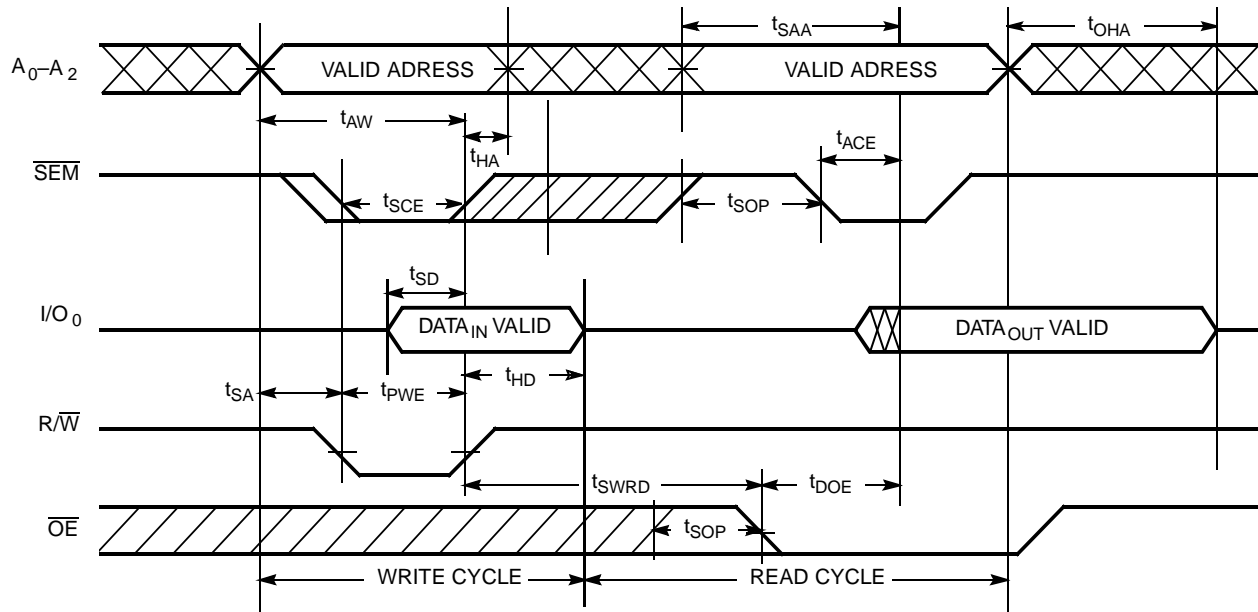 tSAA
tOHA
A0–A2
VALID ADRESS
VALID ADRESS
tAW
tHA
tACE
SEM
tSCE
tSOP
tSD
I/O0
DATAIN VALID
DATAOUT VALID
tSA
tPWE
tHD
R/W
tSWRD
tDOE
OE
tSOP
WRITE CYCLE
READ CYCLE